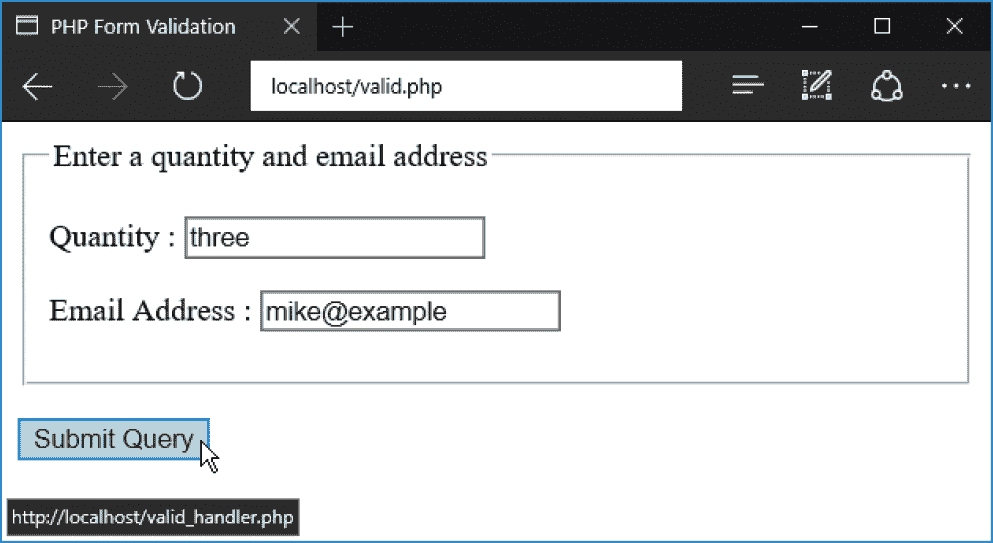 PHP Form Validation
localhost/valid.php
Enter a quantity and email address
Quantity : three
Email Address : mike@example
Submit Query
http://localhost/valid_handler.php